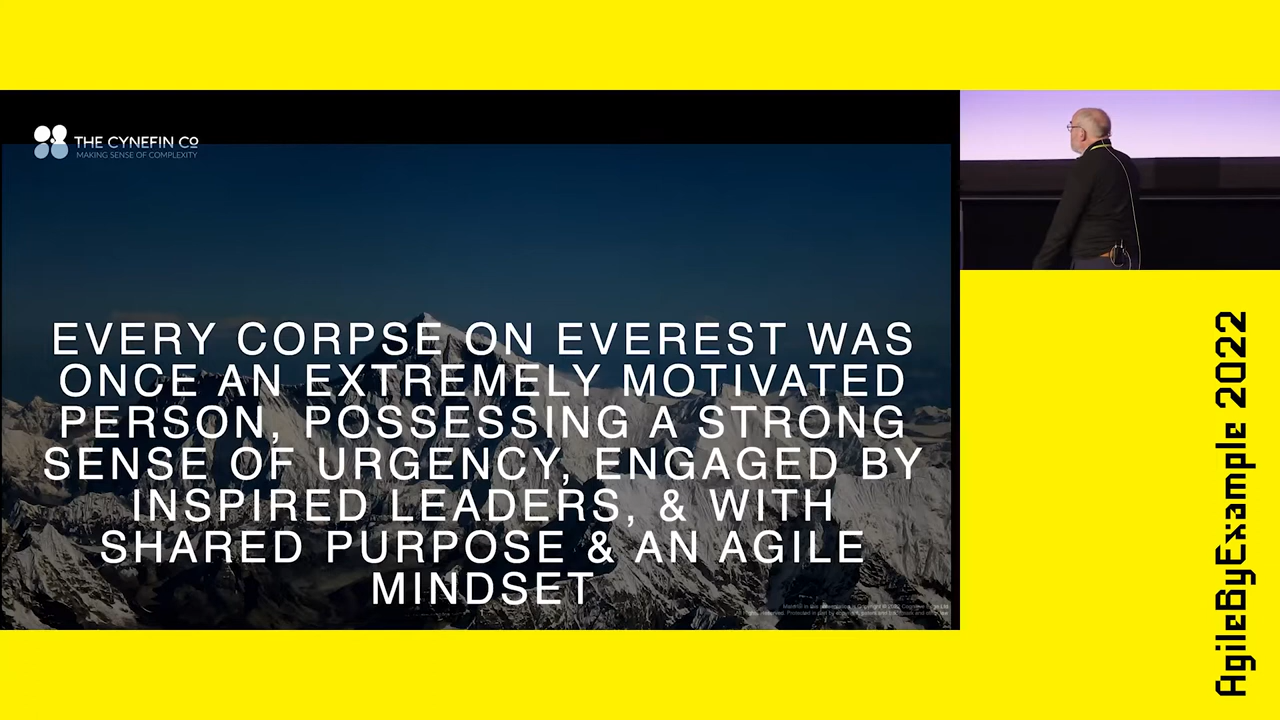 THE CYNEFIN Co
MAKING SENSE OF COMPLEXITY
EVERY CORPSE ON EVEREST WAS
ONCE AN EXTREMELY MOTIVATED
PERSON, POSSESSING A STRONG
SENSE OF URGENCY, ENGAGED BY
INSPIRED LEADERS, & WITH
SHARED PURPOSE & AN AGILE
MINDSET
AgileByExample 2022